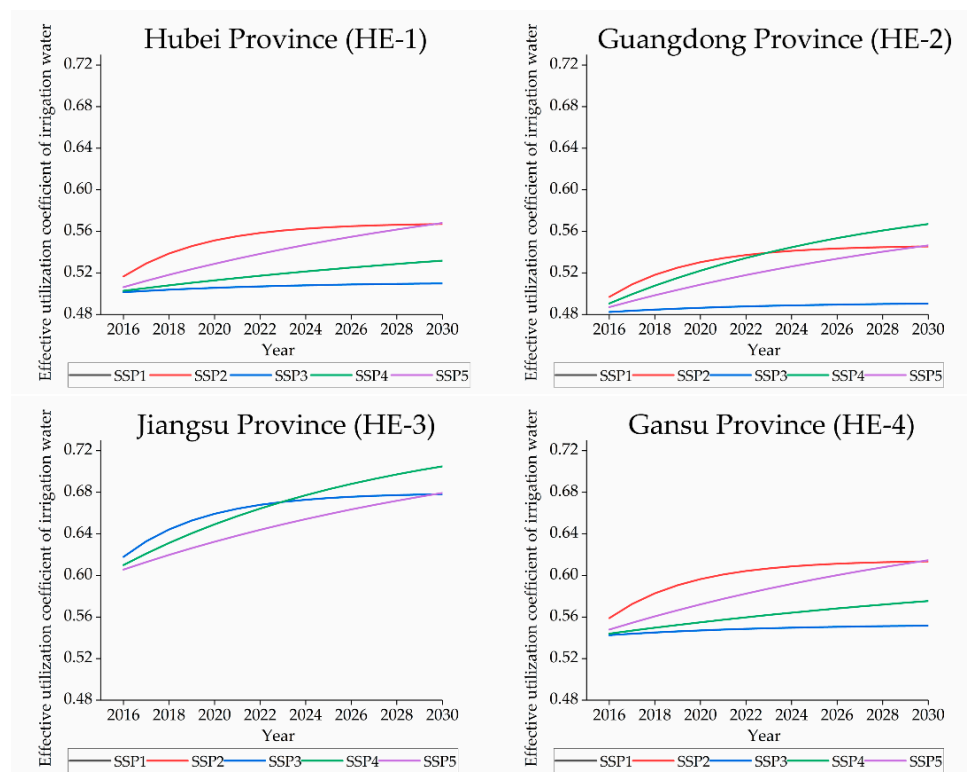 Hubei Province (HE-1)
Effective utilization coefficient of irrigation water
0.72
0.68
0.64
0.60
0.56
0.52
0.48
2016 2018 2020 2022 2024 2026 2028 2030
Year
SSP1 SSP2 SSP3 SSP4 SSP5
Guangdong Province (HE-2)
Effective utilization coefficient of irrigation water
0.72
0.68
0.64
0.60
0.56
0.52
0.48
2016 2018 2020 2022 2024 2026 2028 2030
Year
SSP1 SSP2 SSP3 SSP4 SSP5
Jiangsu Province (HE-3)
Effective utilization coefficient of irrigation water
0.72
0.68
0.64
0.60
0.56
0.52
0.48
2016 2018 2020 2022 2024 2026 2028 2030
Year
SSP1 SSP2 SSP3 SSP4 SSP5
Gansu Province (HE-4)
Effective utilization coefficient of irrigation water
0.72
0.68
0.64
0.60
0.56
0.52
0.48
2016 2018 2020 2022 2024 2026 2028 2030
Year
SSP1 SSP2 SSP3 SSP4 SSP5